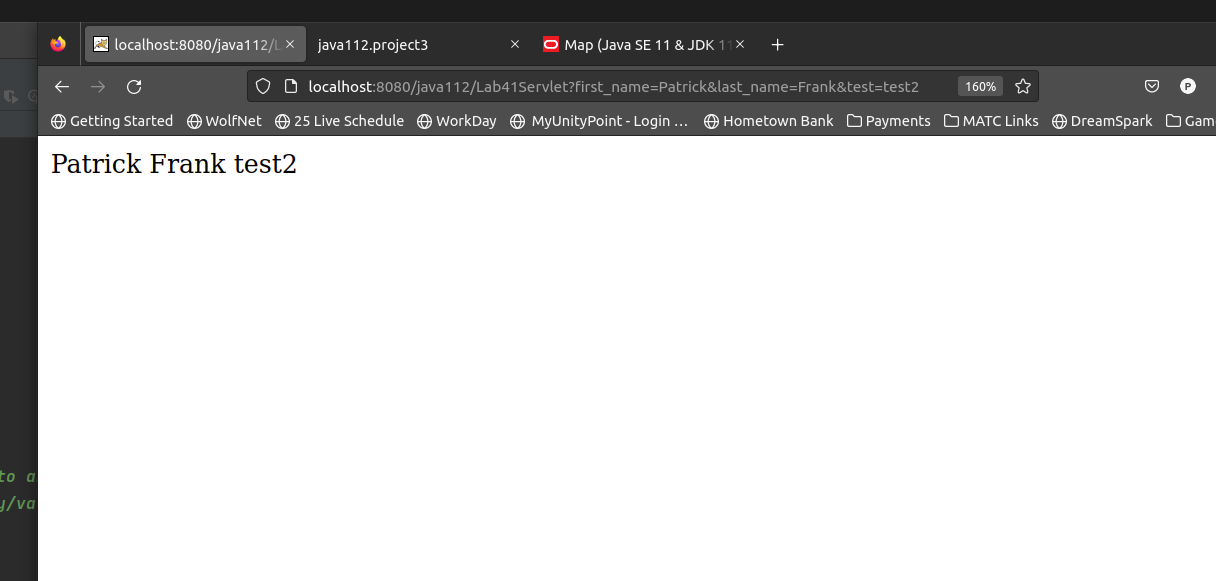 localhost:8080/java112/L
java112.project3
Map (Java SE 11 & JDK 11
localhost:8080/java112/Lab41Servlet?first_name=Patrick&last_name=Frank&test=test2 160% P
Getting Started WolfNet 25 Live Schedule WorkDay MyUnityPoint - Login … Hometown Bank Payments MATC Links DreamSpark Gam
Patrick Frank test2
to a
y/va